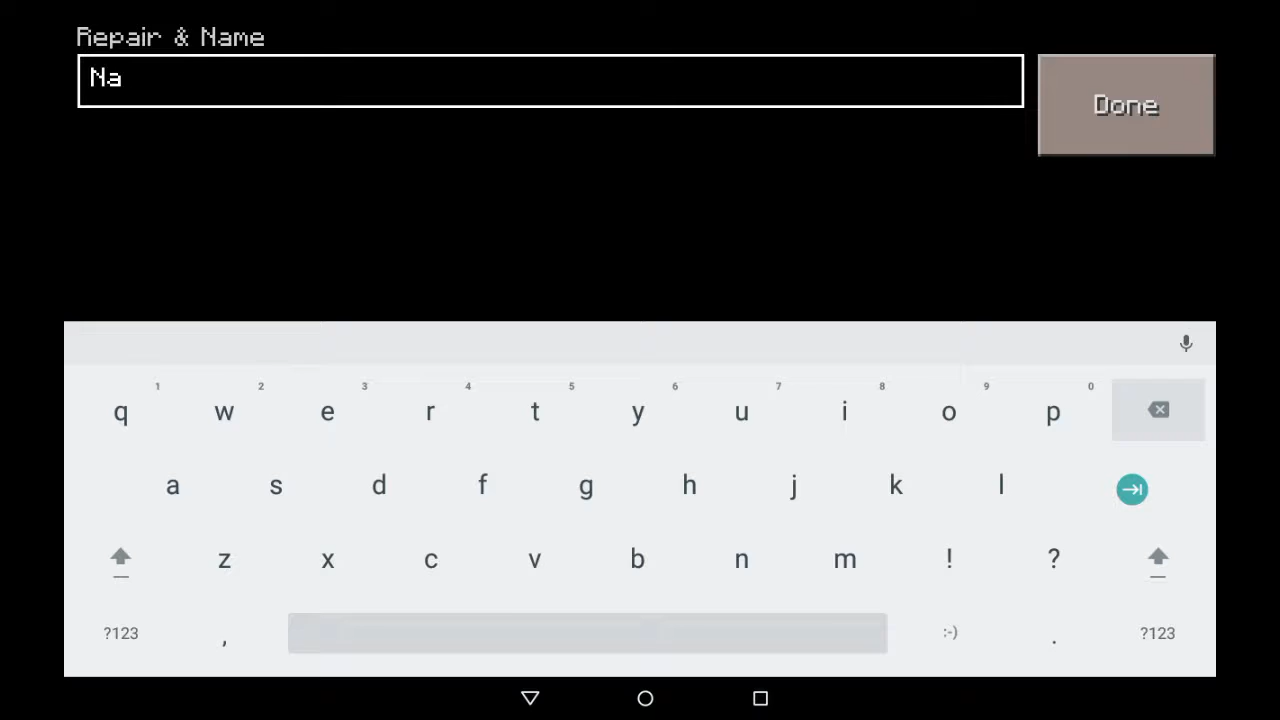 Repair & Name
Na
Done
1 2 3 4 5 6 7 8 9 0
q w e r t y u i o p
a s d f g h j k l
z x c v b n m ! ?
?123 , :-) . ?123